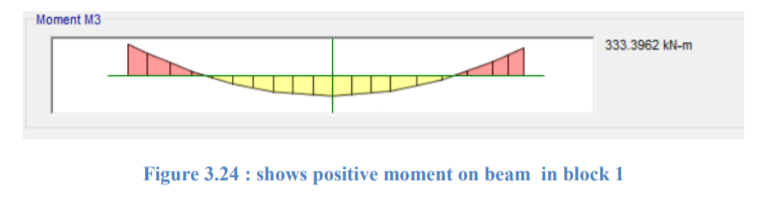 Moment M3
333.3962 kN-m
Figure 3.24 : shows positive moment on beam in block 1